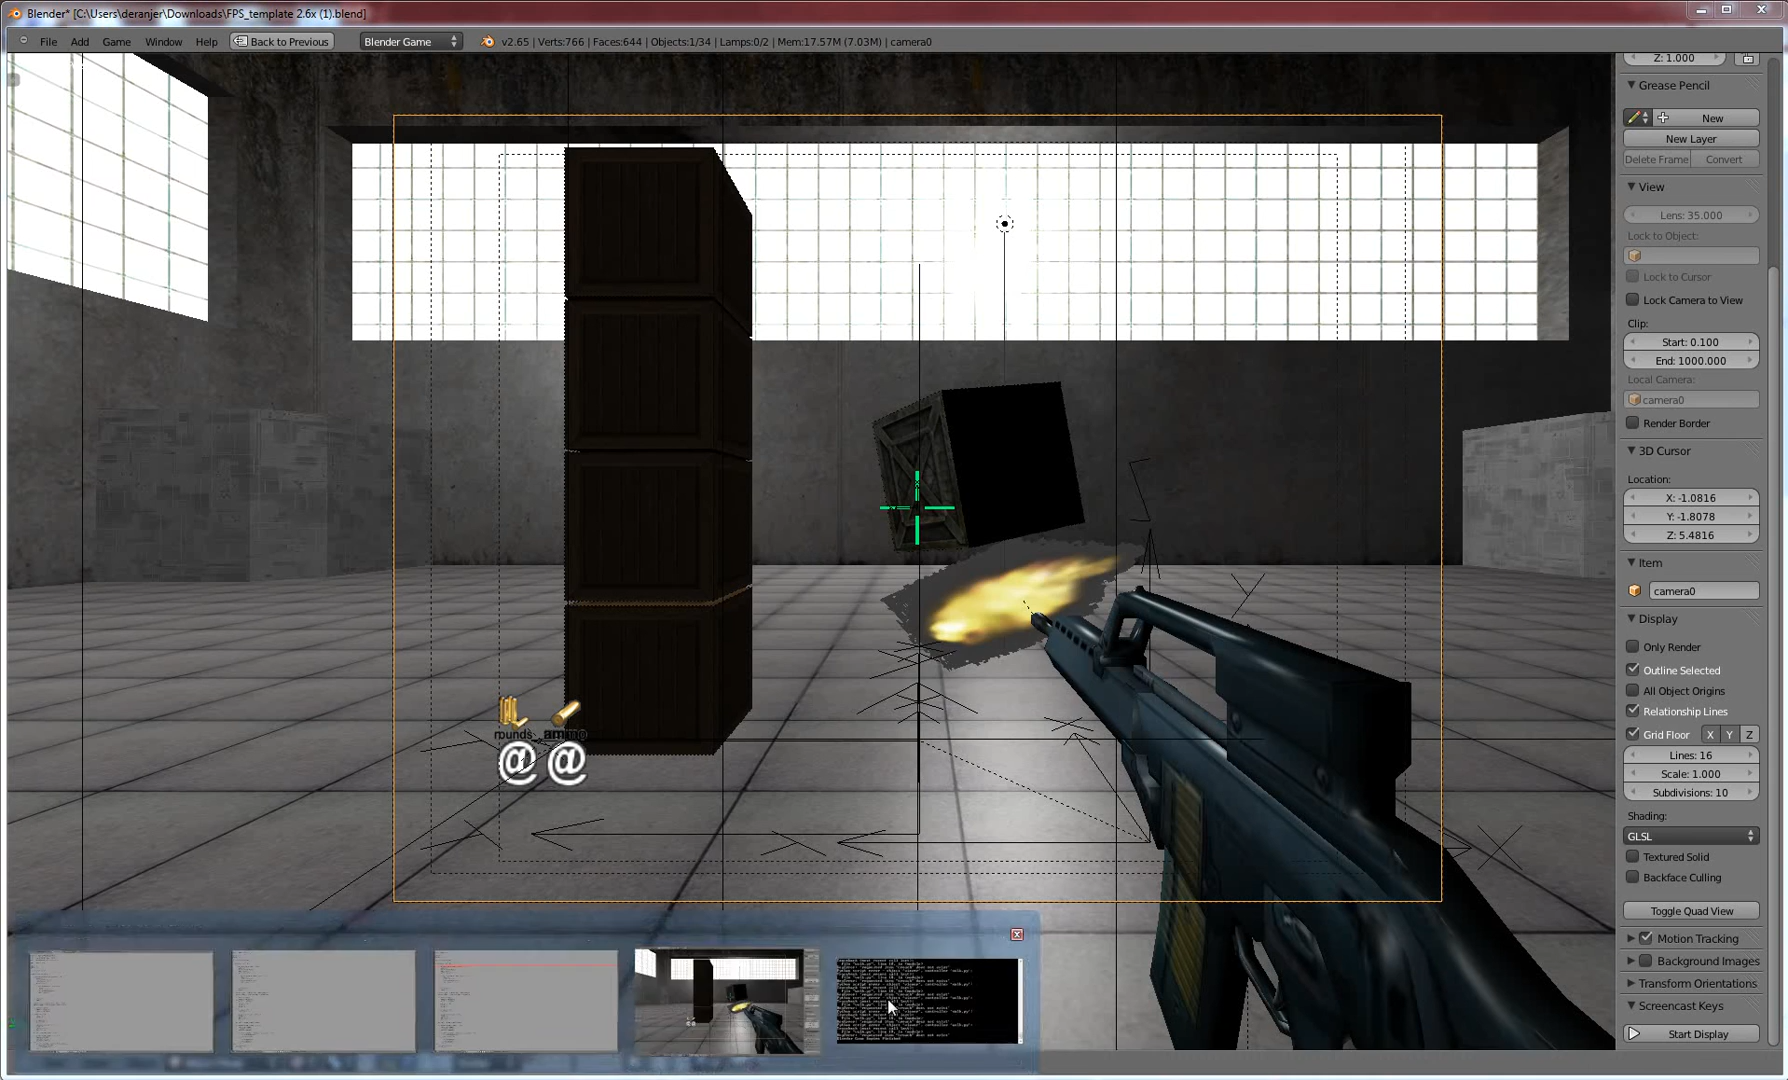 Blender* [C:\Users\deranjer\Downloads\FPS_template 2.6x (1).blend]
File Add Game Window Help Back to Previous Blender Game v2.65 | Verts:766 | Faces:644 | Objects:1/34 | Lamps:0/2 | Mem:17.57M (7.03M) | camera0
Z: 1.000
Grease Pencil
New
New Layer
Delete Frame Convert
View
Lens: 35.000
Lock to Object:
Lock to Cursor
Lock Camera to View
Clip:
Start: 0.100
End: 1000.000
Local Camera:
camera0
Render Border
3D Cursor
Location:
X: -1.0816
Y: -1.8078
Z: 5.4816
Item
camera0
Display
Only Render
Outline Selected
All Object Origins
Relationship Lines
Grid Floor X Y Z
Lines: 16
Scale: 1.000
Subdivisions: 10
Shading:
GLSL
Textured Solid
Backface Culling
Toggle Quad View
Motion Tracking
Background Images
Transform Orientations
Screencast Keys
Start Display
rounds ammo
@ @